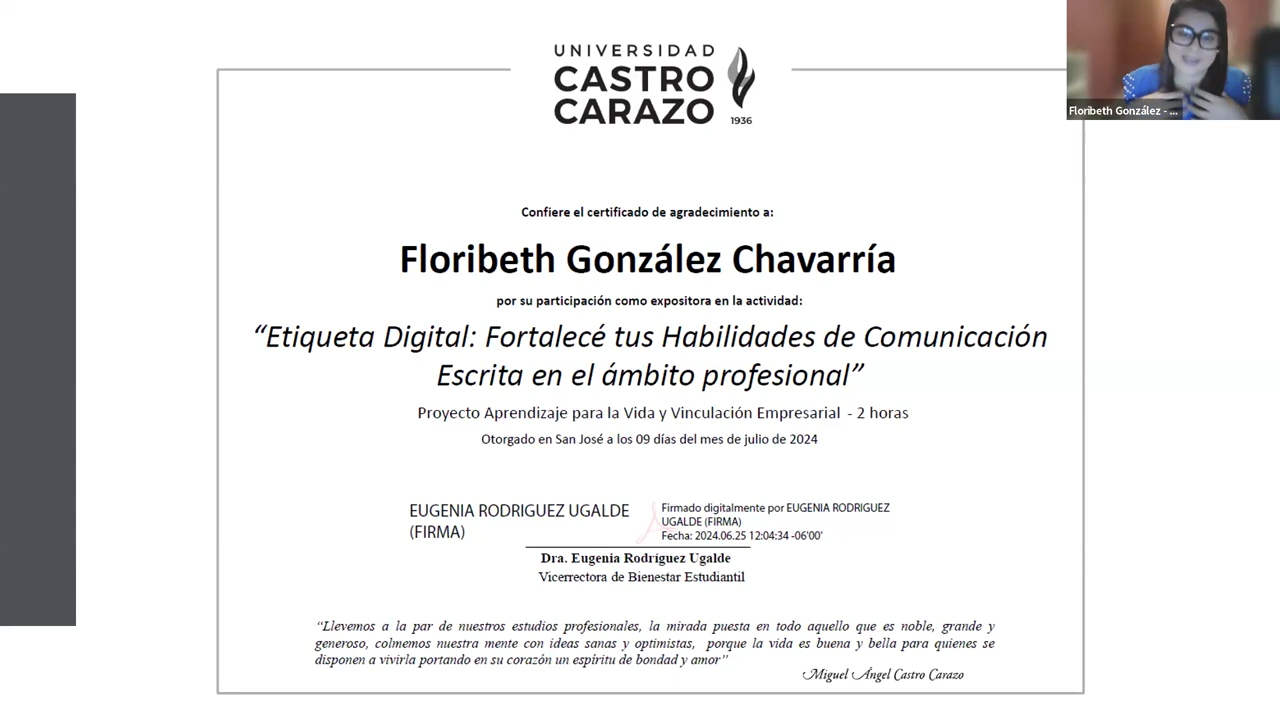 UNIVERSIDAD
CASTRO
CARAZO
1936
Floribeth González - ...
Confiere el certificado de agradecimiento a:
Floribeth González Chavarría
por su participación como expositora en la actividad:
“Etiqueta Digital: Fortalecé tus Habilidades de Comunicación
Escrita en el ámbito profesional”
Proyecto Aprendizaje para la Vida y Vinculación Empresarial - 2 horas
Otorgado en San José a los 09 días del mes de julio de 2024
EUGENIA RODRIGUEZ UGALDE
(FIRMA)
Firmado digitalmente por EUGENIA RODRIGUEZ
UGALDE (FIRMA)
Fecha: 2024.06.25 12:04:34 -06'00'
Dra. Eugenia Rodríguez Ugalde
Vicerrectora de Bienestar Estudiantil
“Llevemos a la par de nuestros estudios profesionales, la mirada puesta en todo aquello que es noble, grande y
generoso, colmemos nuestra mente con ideas sanas y optimistas, porque la vida es buena y bella para quienes se
disponen a vivirla portando en su corazón un espíritu de bondad y amor”
Miguel Ángel Castro Carazo